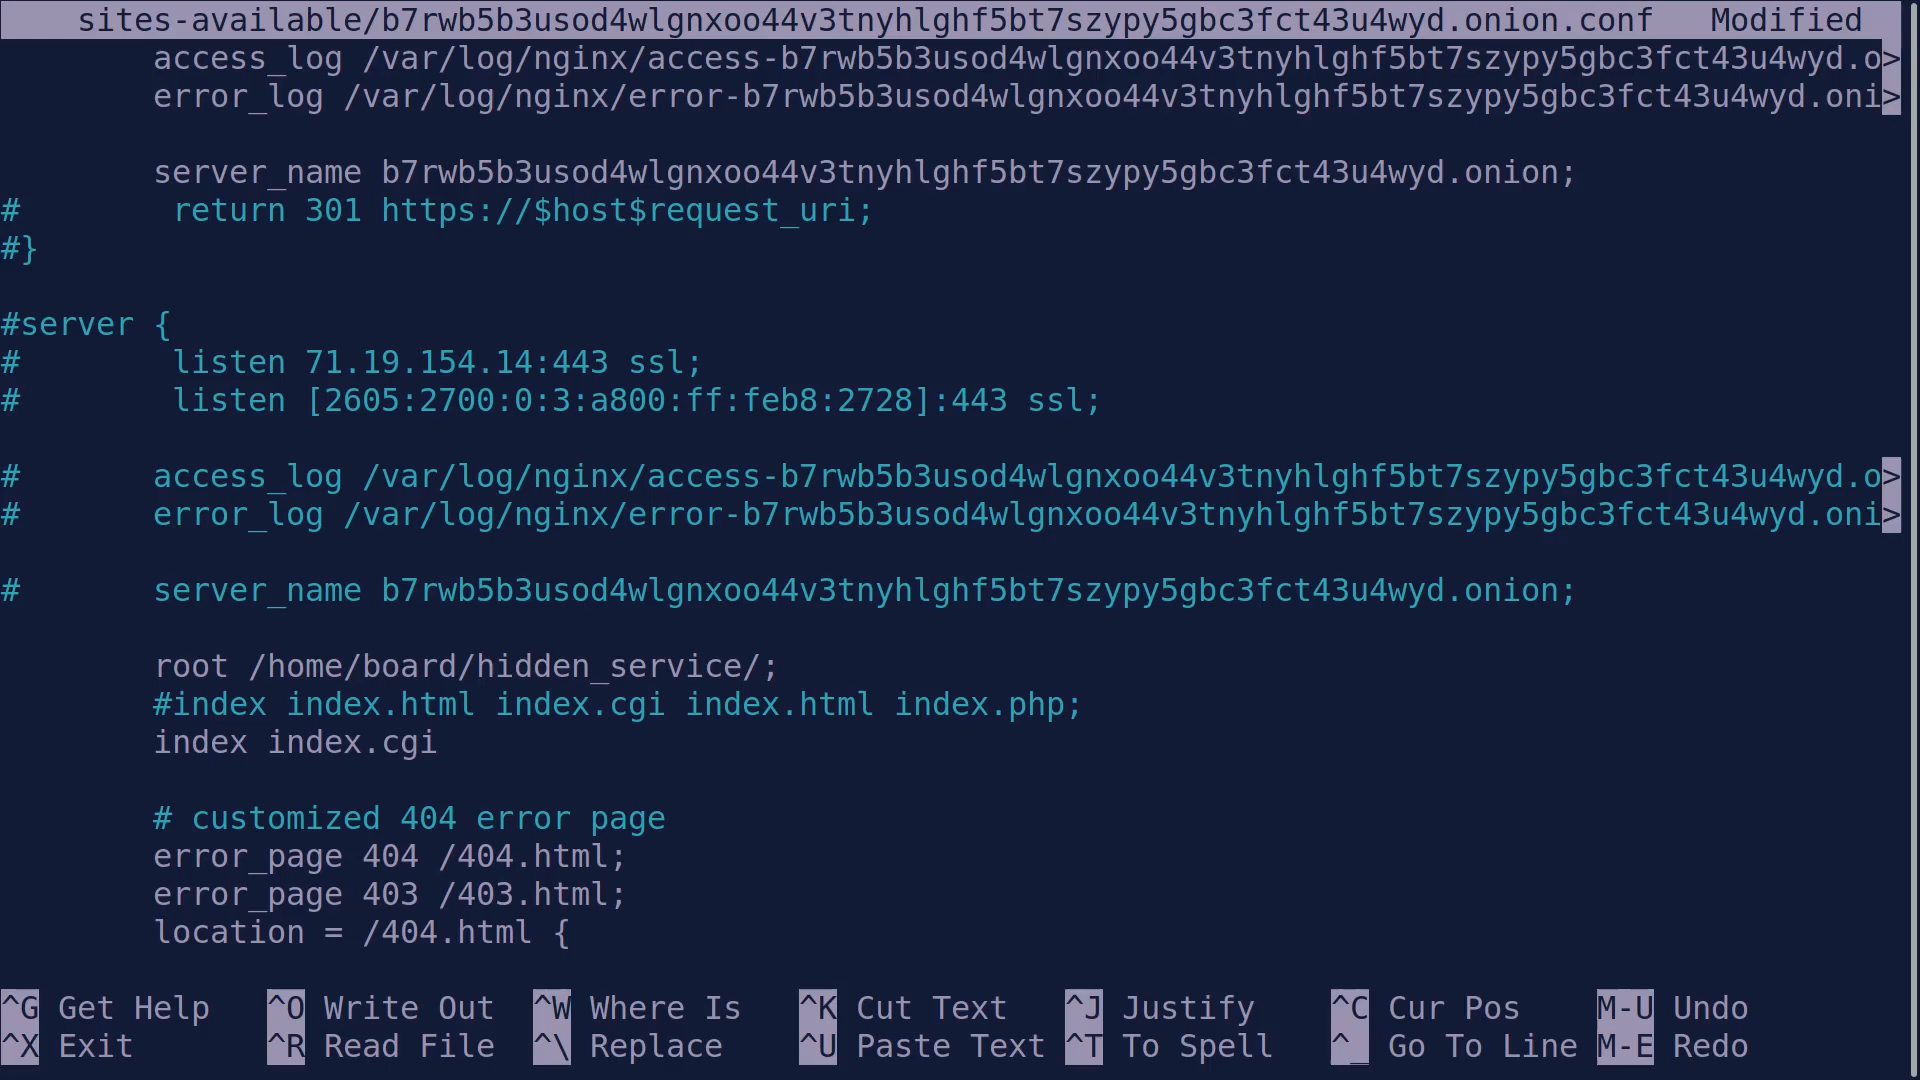 sites-available/b7rwb5b3usod4wlgnxoo44v3tnyhlghf5bt7szypy5gbc3fct43u4wyd.onion.conf   Modified
        access_log /var/log/nginx/access-b7rwb5b3usod4wlgnxoo44v3tnyhlghf5bt7szypy5gbc3fct43u4wyd.o>
        error_log /var/log/nginx/error-b7rwb5b3usod4wlgnxoo44v3tnyhlghf5bt7szypy5gbc3fct43u4wyd.oni>
        server_name b7rwb5b3usod4wlgnxoo44v3tnyhlghf5bt7szypy5gbc3fct43u4wyd.onion;
#        return 301 https://$host$request_uri;
#}
#server {
#        listen 71.19.154.14:443 ssl;
#        listen [2605:2700:0:3:a800:ff:feb8:2728]:443 ssl;
#       access_log /var/log/nginx/access-b7rwb5b3usod4wlgnxoo44v3tnyhlghf5bt7szypy5gbc3fct43u4wyd.o>
#       error_log /var/log/nginx/error-b7rwb5b3usod4wlgnxoo44v3tnyhlghf5bt7szypy5gbc3fct43u4wyd.oni>
#       server_name b7rwb5b3usod4wlgnxoo44v3tnyhlghf5bt7szypy5gbc3fct43u4wyd.onion;
        root /home/board/hidden_service/;
        #index index.html index.cgi index.html index.php;
        index index.cgi
        # customized 404 error page
        error_page 404 /404.html;
        error_page 403 /403.html;
        location = /404.html {
^G Get Help   ^O Write Out  ^W Where Is   ^K Cut Text   ^J Justify    ^C Cur Pos    M-U Undo
^X Exit       ^R Read File  ^\ Replace    ^U Paste Text ^T To Spell   ^_ Go To Line M-E Redo